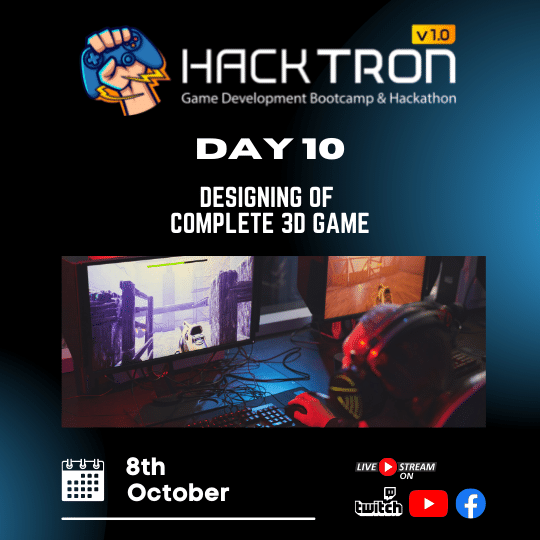 HACKTRON
v 1.0
Game Development Bootcamp & Hackathon
DAY 10
DESIGNING OF
COMPLETE 3D GAME
8th
October
LIVE STREAM
ON
twitch